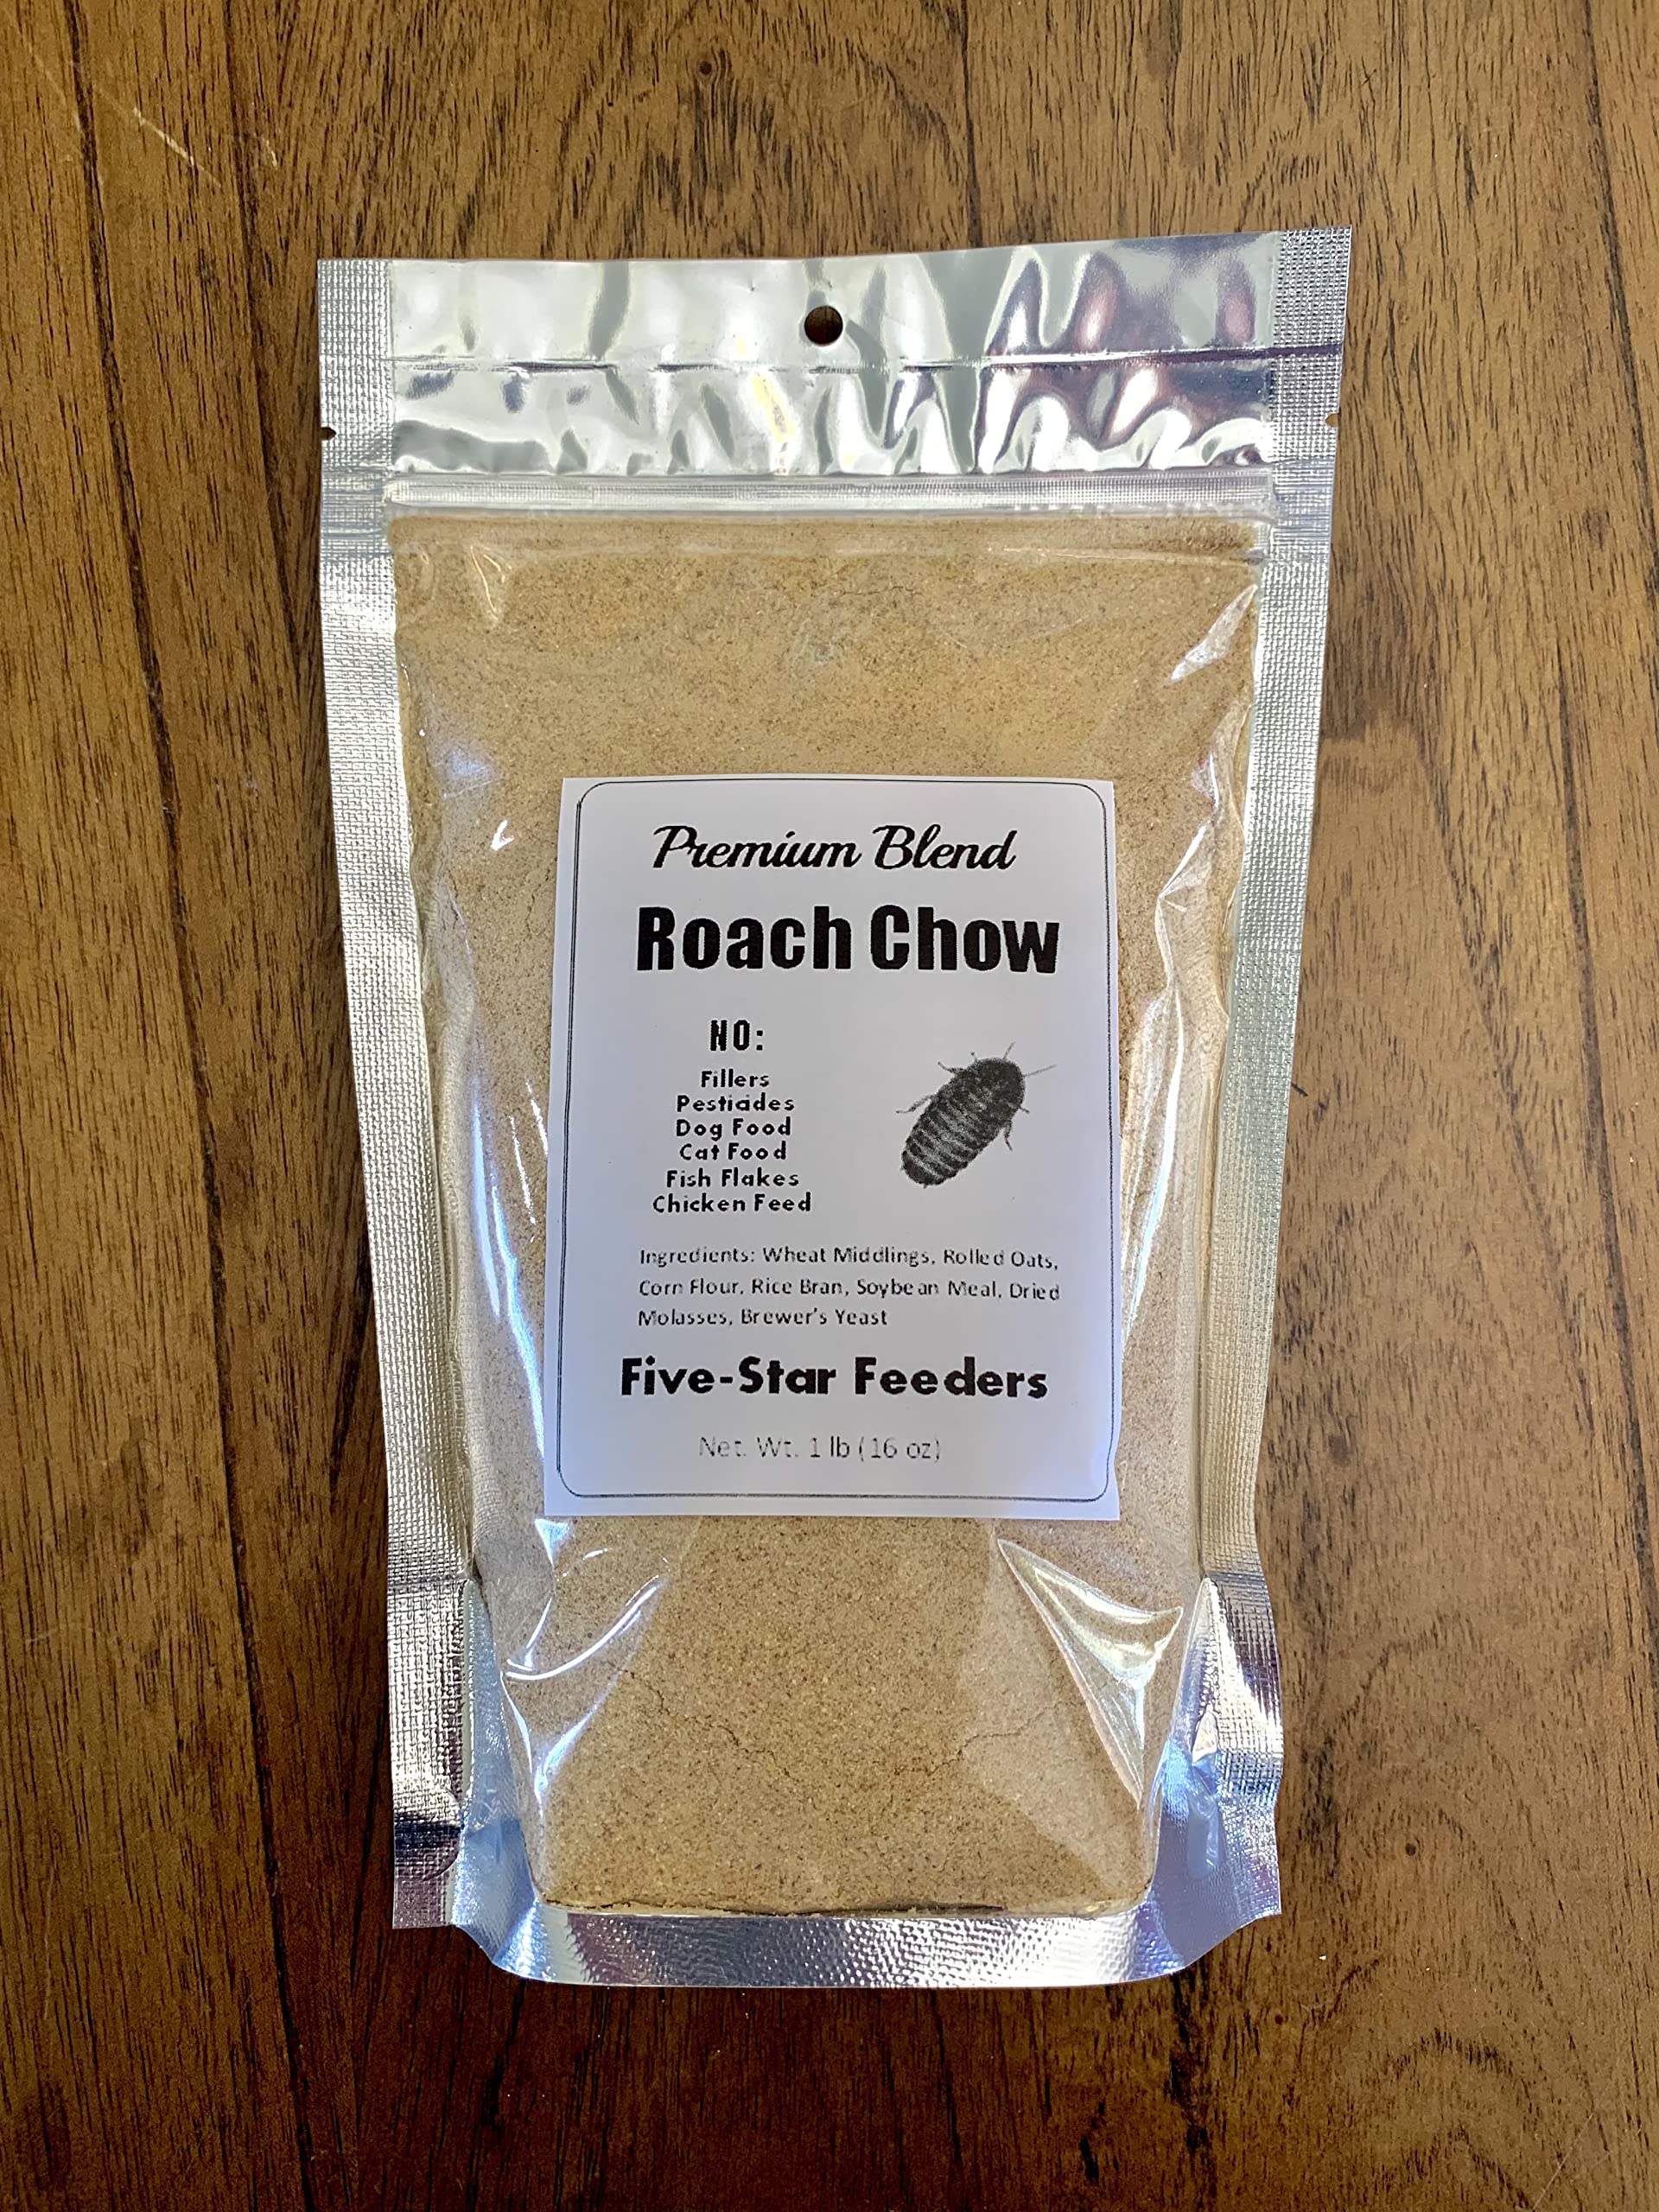 Premium Blend
Roach Chow
NO:
Fillers
Pesticides
Dog Food
Cat Food
Fish Flakes
Chicken Feed
Ingredients: Wheat Middlings, Rolled Oats,
Corn Flour, Rice Bran, Soybean Meal, Dried
Molasses, Brewer's Yeast
Five-Star Feeders
Net. Wt. 1 lb (16 oz)